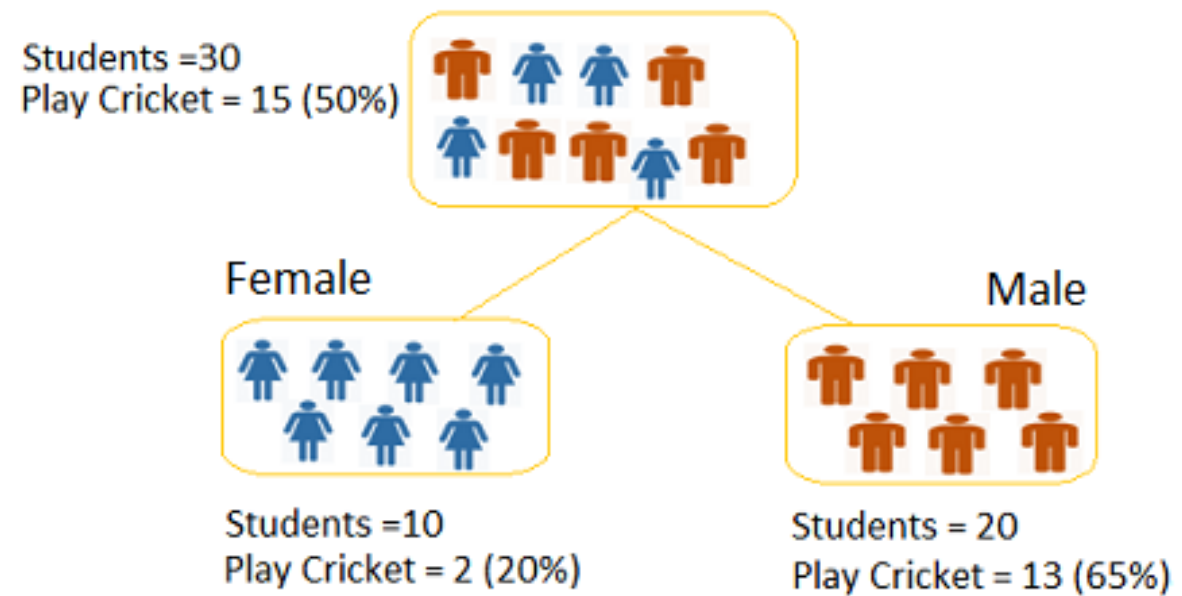 Students =30
Play Cricket = 15 (50%)
Female
Male
Students =10
Play Cricket = 2 (20%)
Students = 20
Play Cricket = 13 (65%)